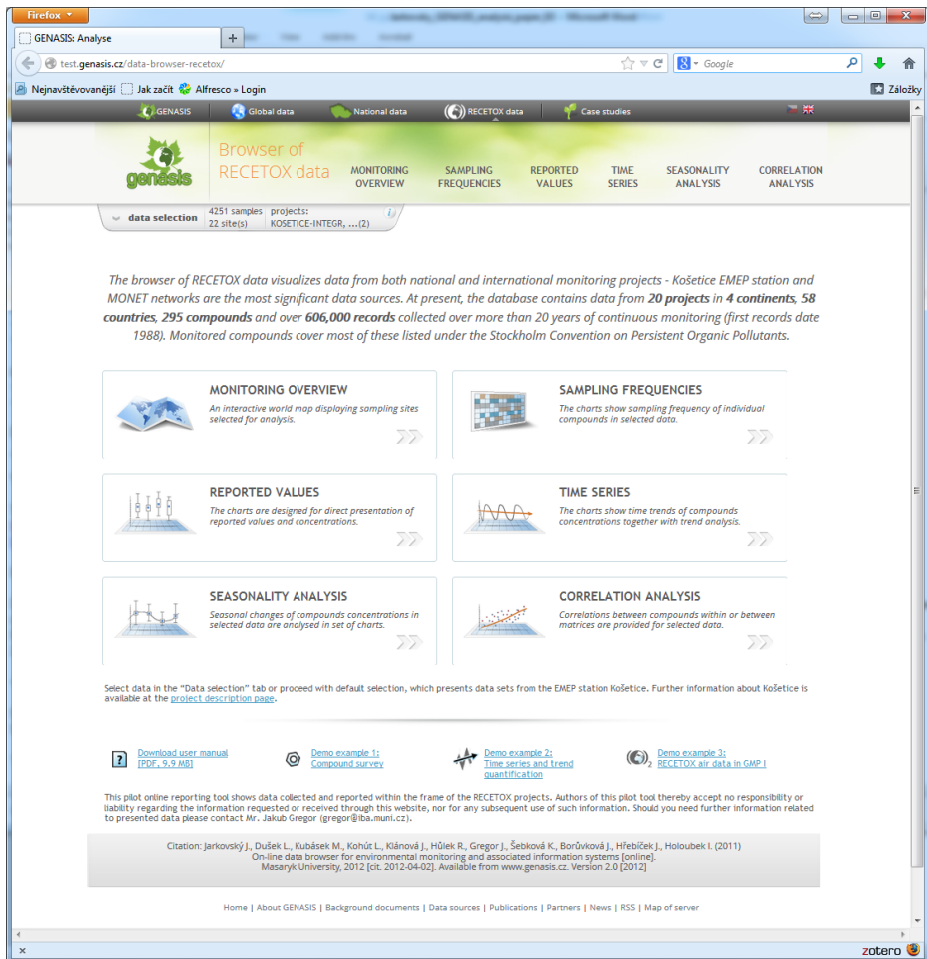 Firefox
GENASIS: Analyse
test.genasis.cz/data-browser-recetox/
Google
Nejnavštěvovanější Jak začít Alfresco » Login
Záložky
GENASIS Global data National data RECETOX data Case studies
genasis
Browser of
RECETOX data
MONITORING OVERVIEW
SAMPLING FREQUENCIES
REPORTED VALUES
TIME SERIES
SEASONALITY ANALYSIS
CORRELATION ANALYSIS
data selection
4251 samples projects:
22 site(s) KOSETICE-INTEGR, ...(2)
The browser of RECETOX data visualizes data from both national and international monitoring projects - Košetice EMEP station and
MONET networks are the most significant data sources. At present, the database contains data from 20 projects in 4 continents, 58
countries, 295 compounds and over 606,000 records collected over more than 20 years of continuous monitoring (first records date
1988). Monitored compounds cover most of these listed under the Stockholm Convention on Persistent Organic Pollutants.
MONITORING OVERVIEW
An interactive world map displaying sampling sites
selected for analysis.
SAMPLING FREQUENCIES
The charts show sampling frequency of individual
compounds in selected data.
REPORTED VALUES
The charts are designed for direct presentation of
reported values and concentrations.
TIME SERIES
The charts show time trends of compounds
concentrations together with trend analysis.
SEASONALITY ANALYSIS
Seasonal changes of compounds concentrations in
selected data are analysed in set of charts.
CORRELATION ANALYSIS
Correlations between compounds within or between
matrices are provided for selected data.
Select data in the "Data selection" tab or proceed with default selection, which presents data sets from the EMEP station Košetice. Further information about Košetice is
available at the project description page.
Download user manual
[PDF, 9,9 MB]
Demo example 1:
Compound survey
Demo example 2:
Time series and trend
quantification
Demo example 3:
RECETOX air data in GMP I
This pilot online reporting tool shows data collected and reported within the frame of the RECETOX projects. Authors of this pilot tool thereby accept no responsibility or
liability regarding the information requested or received through this website, nor for any subsequent use of such information. Should you need further information related
to presented data please contact Mr. Jakub Gregor (gregor@iba.muni.cz).
Citation: Jarkovský J., Dušek L., Kubásek M., Kohút L., Klánová J., Hůlek R., Gregor J., Šebková K., Borůvková J., Hřebíček J., Holoubek I. (2011)
On-line data browser for environmental monitoring and associated information systems [online].
Masaryk University, 2012 [cit. 2012-04-02]. Available from www.genasis.cz. Version 2.0 [2012]
Home | About GENASIS | Background documents | Data sources | Publications | Partners | News | RSS | Map of server
zotero